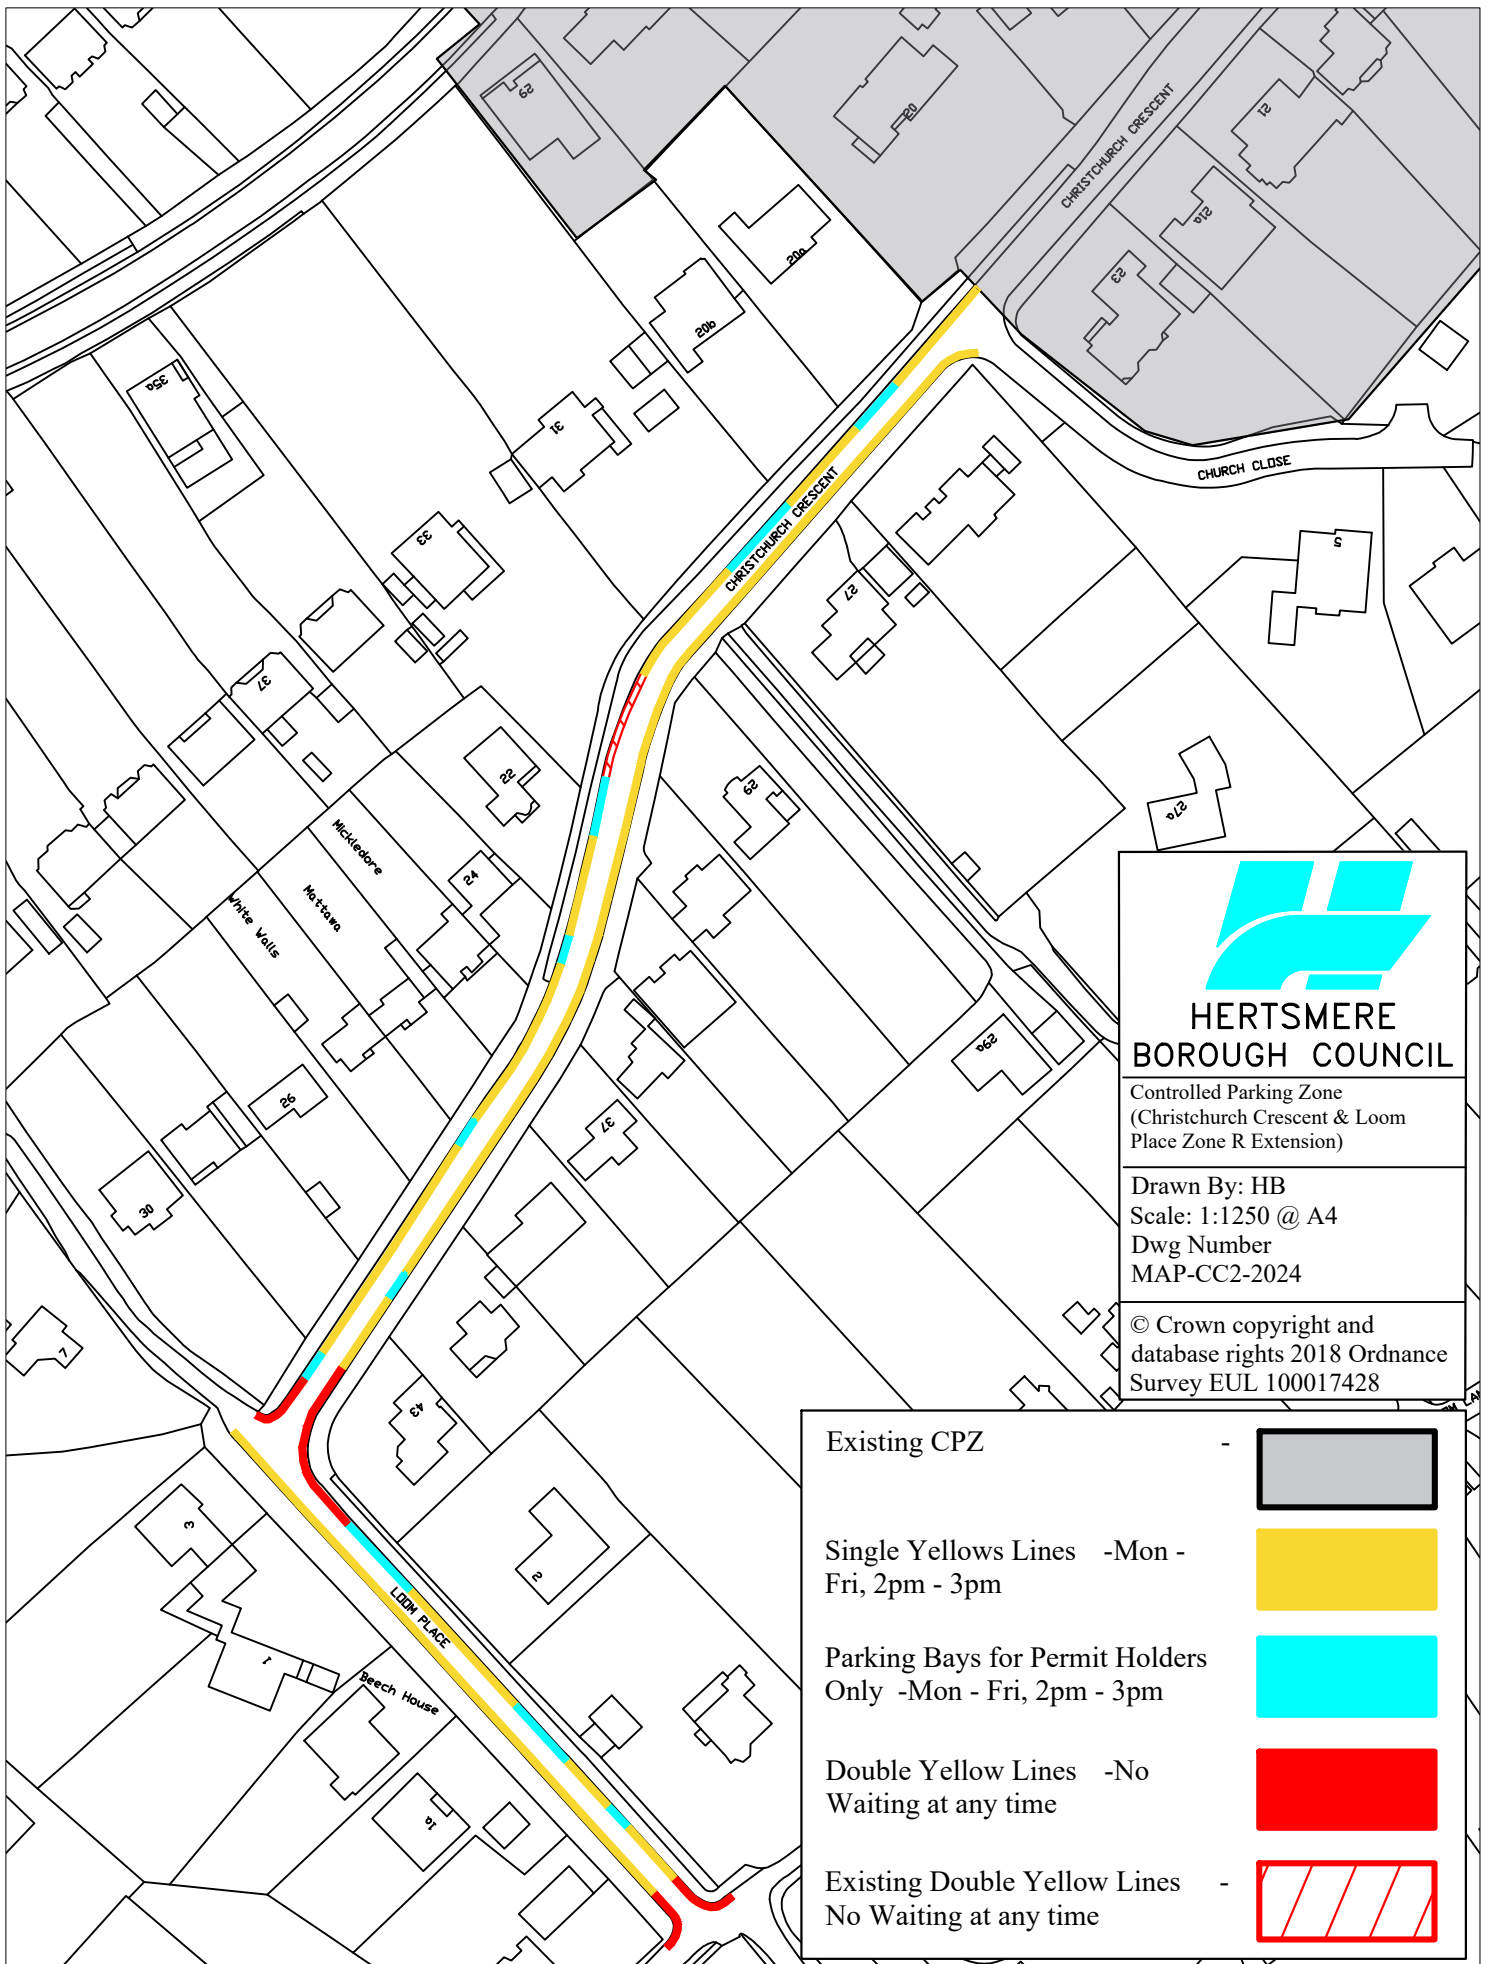 29
20
CHRISTCHURCH CRESCENT
21
21a
23
20a
20b
35a
31
CHURCH CLOSE
33
CHRISTCHURCH CRESCENT
5
27
37
22
29
27a
Mickledore
24
Mattawa
White Walls
29a
26
37
30
7
43
3
2
LOOM PLACE
1
Beech House
1a
HERTSMERE
BOROUGH COUNCIL
Controlled Parking Zone
(Christchurch Crescent & Loom
Place Zone R Extension)
Drawn By: HB
Scale: 1:1250 @ A4
Dwg Number
MAP-CC2-2024
© Crown copyright and
database rights 2018 Ordnance
Survey EUL 100017428
Existing CPZ -
Single Yellows Lines -Mon -
Fri, 2pm - 3pm
Parking Bays for Permit Holders
Only -Mon - Fri, 2pm - 3pm
Double Yellow Lines -No
Waiting at any time
Existing Double Yellow Lines -
No Waiting at any time